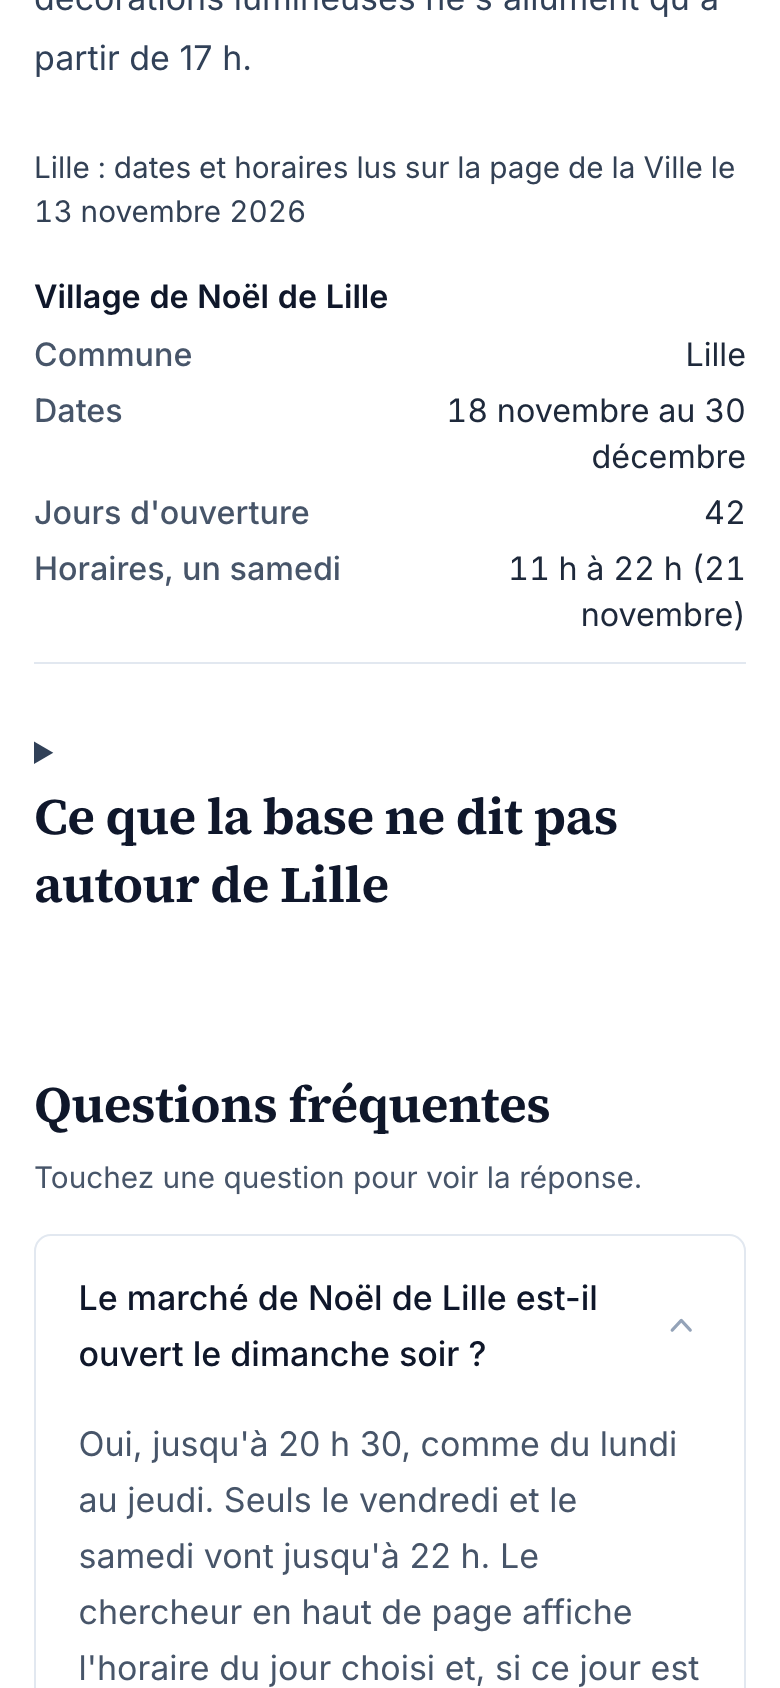 décorations lumineuses ne s'allument qu'à
partir de 17 h.
Lille : dates et horaires lus sur la page de la Ville le
13 novembre 2026
Village de Noël de Lille
Commune Lille
Dates 18 novembre au 30
décembre
Jours d'ouverture 42
Horaires, un samedi 11 h à 22 h (21
novembre)
Ce que la base ne dit pas
autour de Lille
Questions fréquentes
Touchez une question pour voir la réponse.
Le marché de Noël de Lille est-il
ouvert le dimanche soir ?
Oui, jusqu'à 20 h 30, comme du lundi
au jeudi. Seuls le vendredi et le
samedi vont jusqu'à 22 h. Le
chercheur en haut de page affiche
l'horaire du jour choisi et, si ce jour est